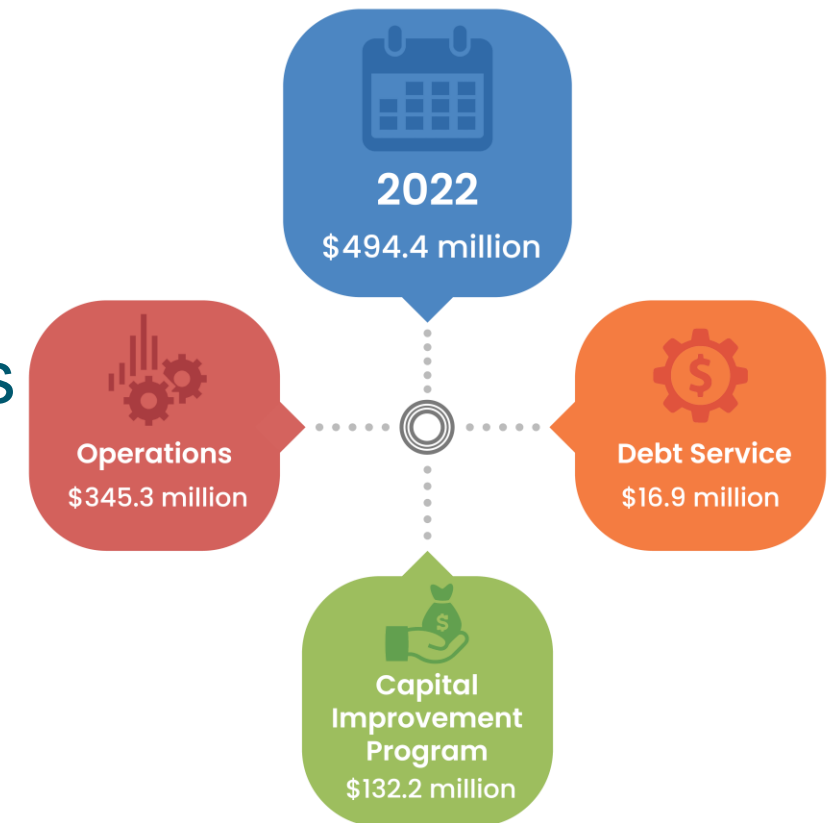 2022
$494.4 million
s
Operations
$345.3 million
Debt Service
$16.9 million
Capital
Improvement
Program
$132.2 million